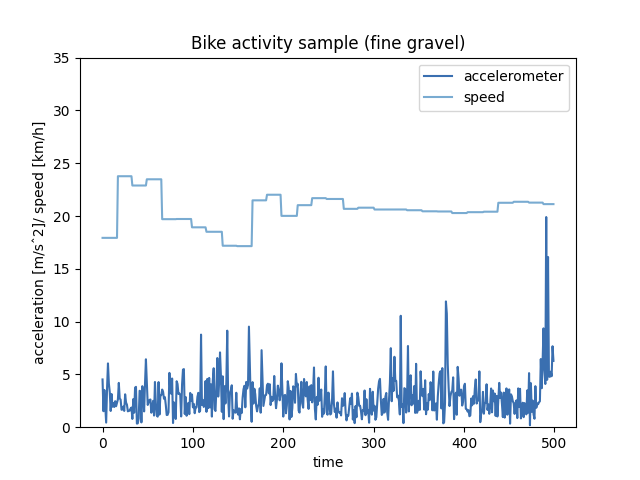 Bike activity sample (fine gravel)
accelerometer
speed
35
30
25
20
15
10
5
0
acceleration [m/s^2]/ speed [km/h]
0 100 200 300 400 500
time